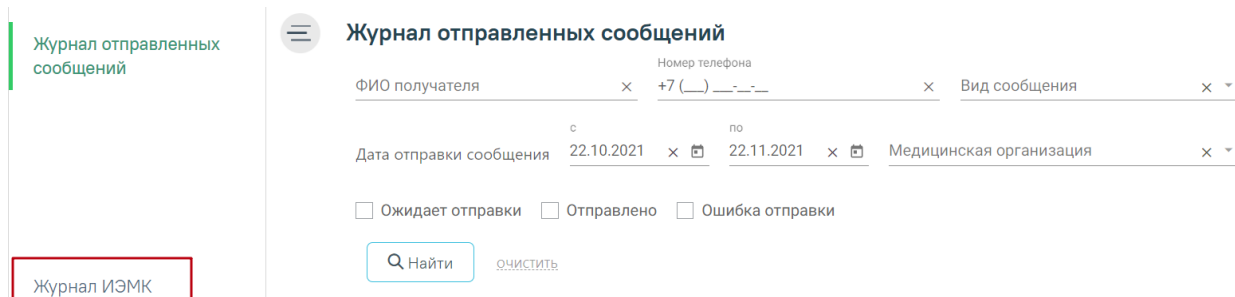 Журнал отправленных
сообщений
Журнал ИЭМК
Журнал отправленных сообщений
Номер телефона
ФИО получателя +7 (___) ___-__-__ Вид сообщения
с по
Дата отправки сообщения 22.10.2021 22.11.2021 Медицинская организация
Ожидает отправки Отправлено Ошибка отправки
Найти очистить